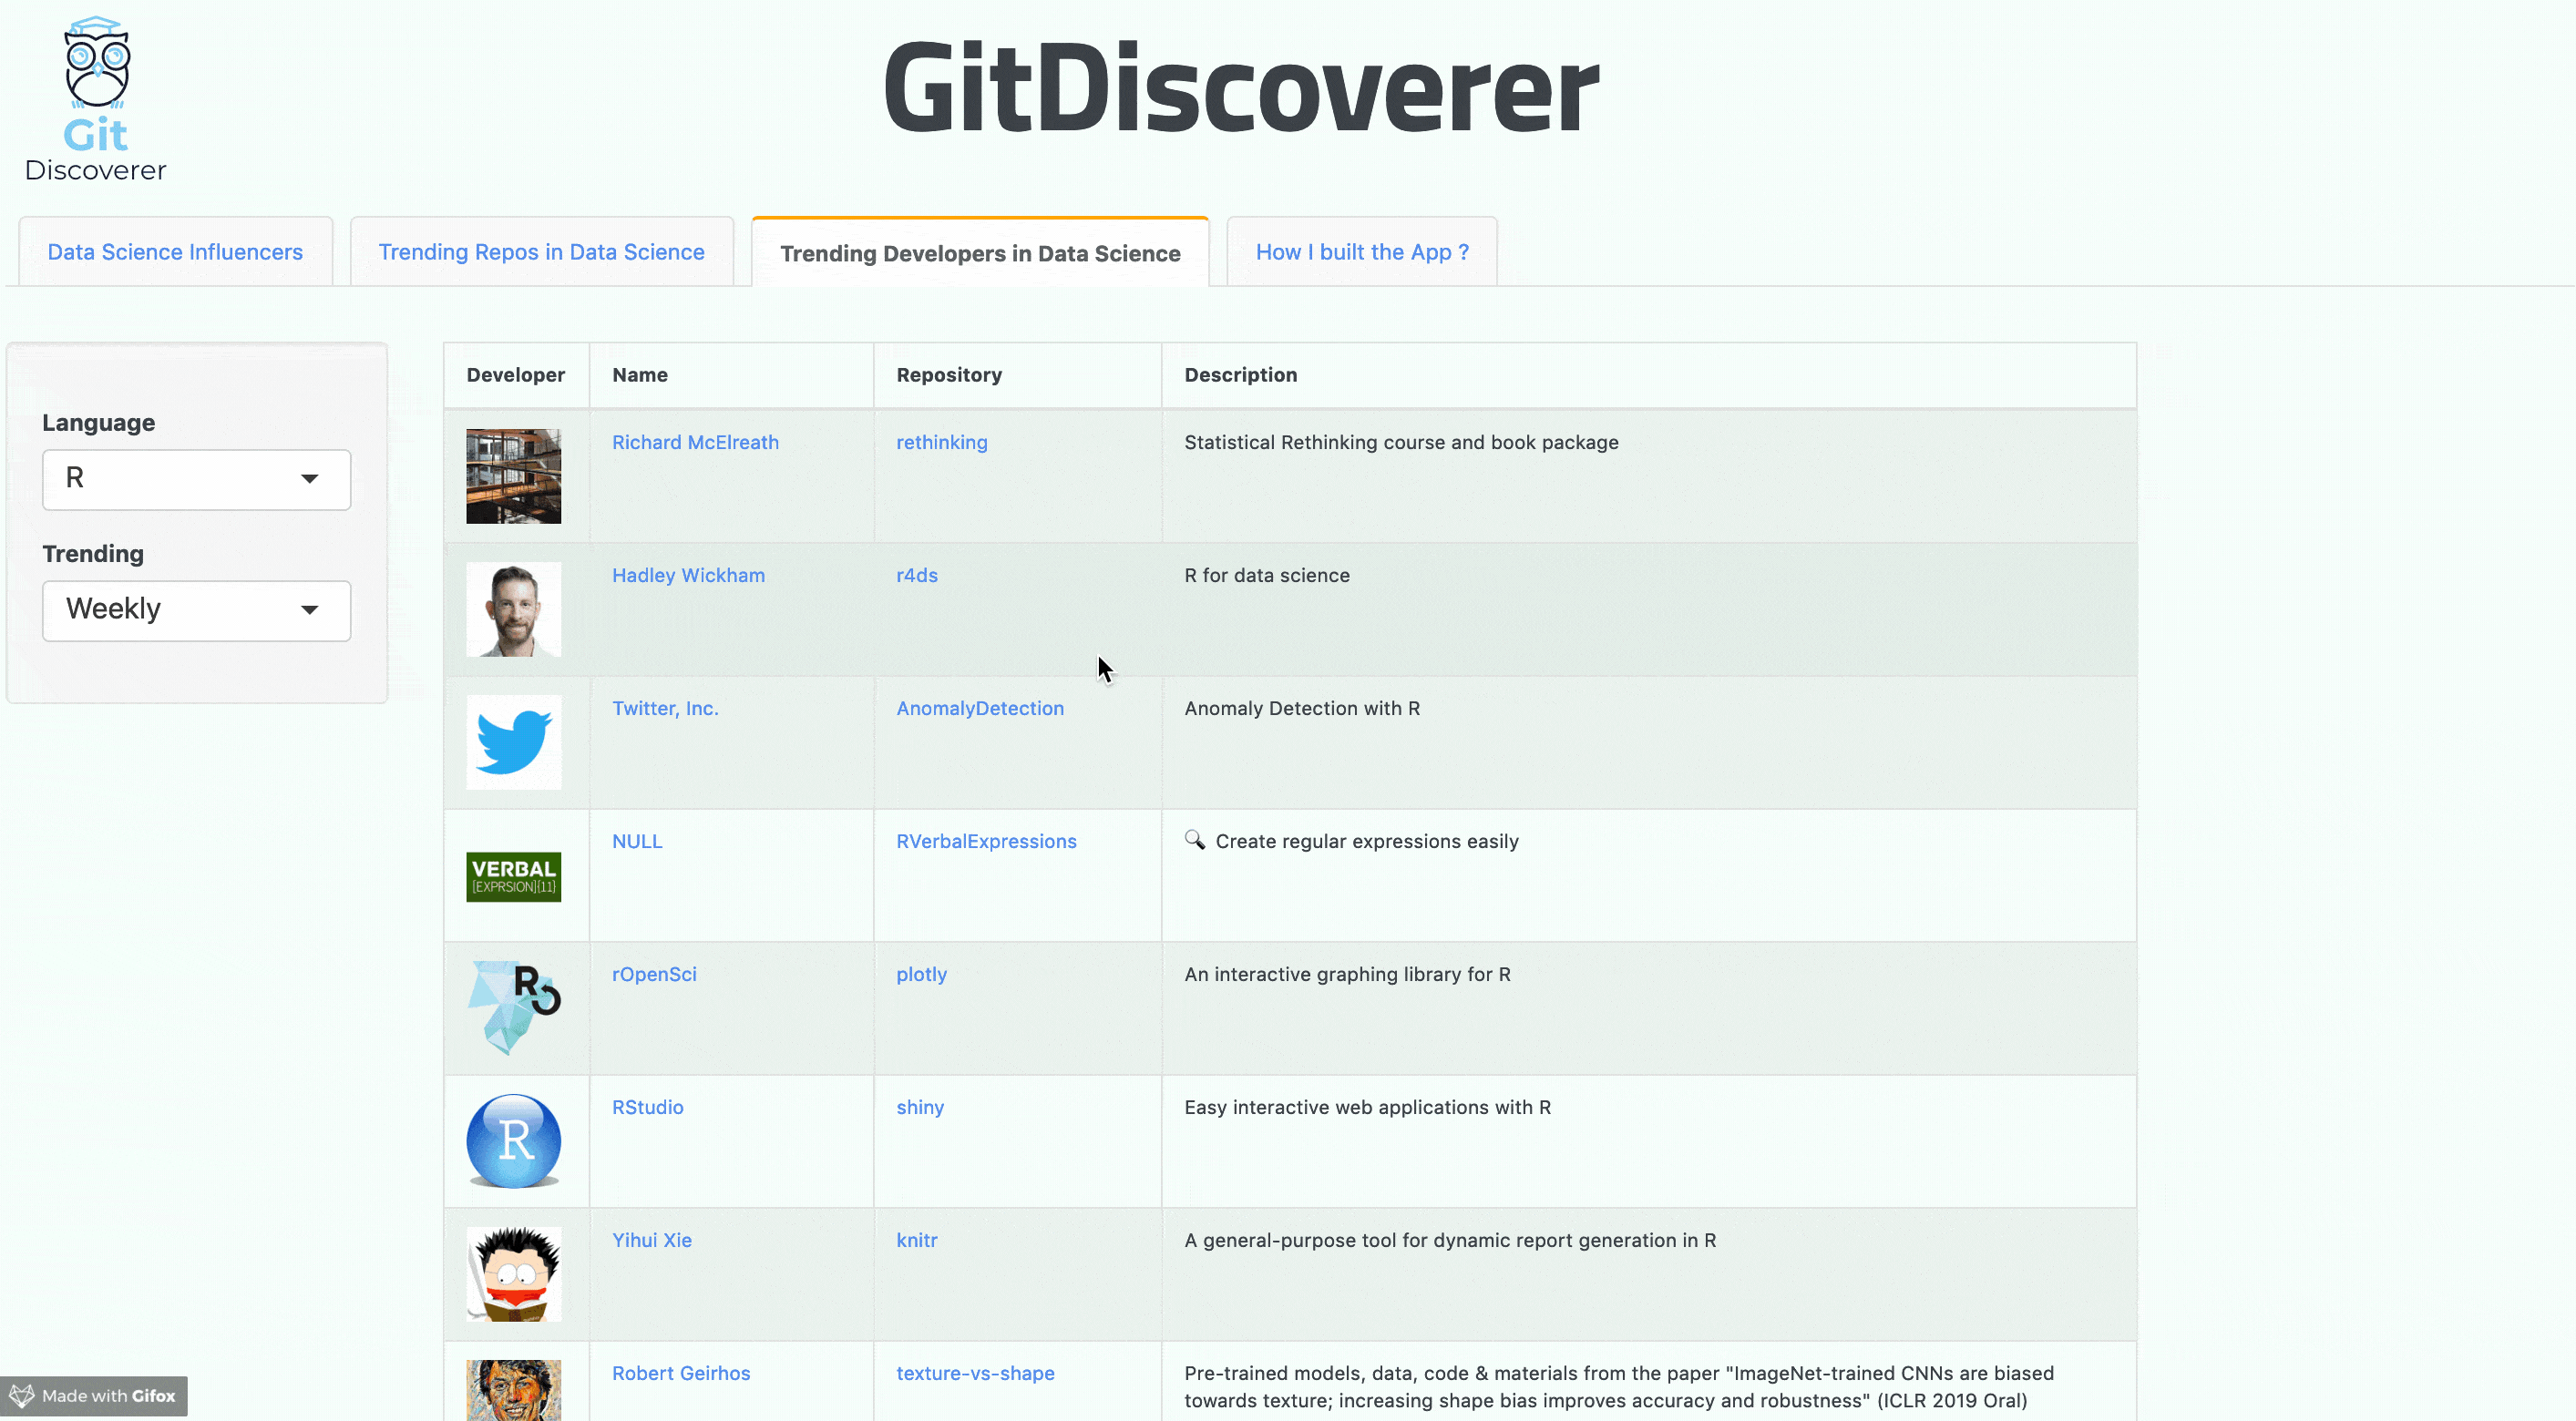 GitDiscoverer
Git
Discoverer
Data Science Influencers
Trending Repos in Data Science
Trending Developers in Data Science
How I built the App ?
Language
R
Trending
Weekly
Developer Name Repository Description
Richard McElreath rethinking Statistical Rethinking course and book package
Hadley Wickham r4ds R for data science
Twitter, Inc. AnomalyDetection Anomaly Detection with R
VERBAL
[EXPRSION]{11}
NULL RVerbalExpressions 🔍 Create regular expressions easily
R
rOpenSci plotly An interactive graphing library for R
R
RStudio shiny Easy interactive web applications with R
Yihui Xie knitr A general-purpose tool for dynamic report generation in R
Robert Geirhos texture-vs-shape Pre-trained models, data, code & materials from the paper "ImageNet-trained CNNs are biased
towards texture; increasing shape bias improves accuracy and robustness" (ICLR 2019 Oral)
Made with Gifox